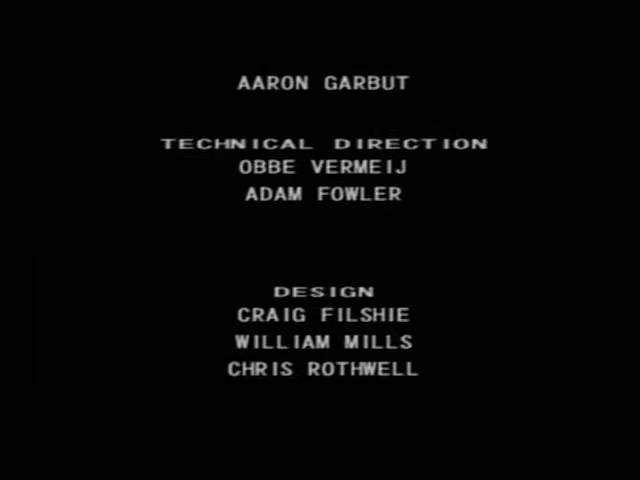 AARON GARBUT
TECHNICAL DIRECTION
OBBE VERMEIJ
ADAM FOWLER
DESIGN
CRAIG FILSHIE
WILLIAM MILLS
CHRIS ROTHWELL